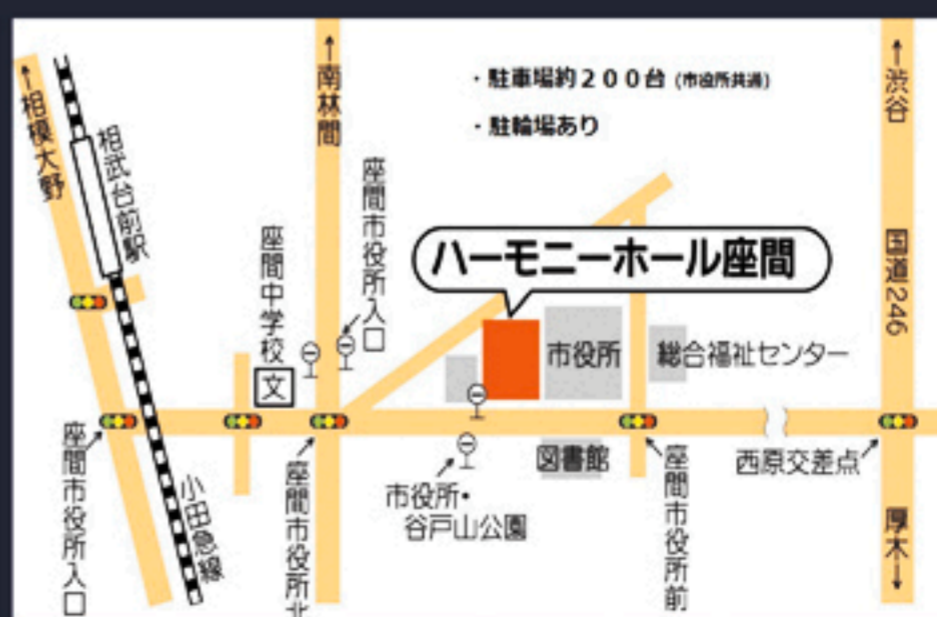 ・駐車場約２００台 (市役所共通)
・駐輪場あり
←相模大野
相武台前駅
←南林間
座間市役所入口
座間中学校
文
ハーモニーホール座間
市役所
総合福祉センター
←渋谷
国道246
厚木→
座間市役所入口
小田急線
座間市役所北
市役所・
谷戸山公園
図書館
座間市役所前
西原交差点